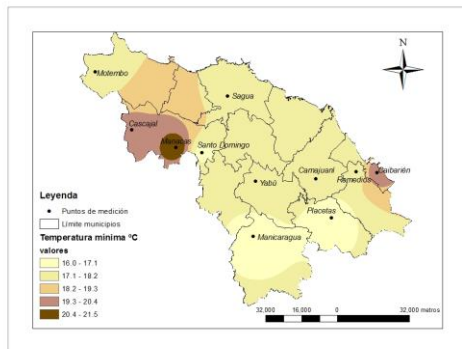 N
Motembo
Sagua
Cascajal
Manacas
Santo Domingo
Caibarién
Camajuaní
Remedios
Yabú
Placetas
Manicaragua
Leyenda
Puntos de medición
Límite municipios
Temperatura mínima ºC
valores
16.0 - 17.1
17.1 - 18.2
18.2 - 19.3
19.3 - 20.4
20.4 - 21.5
32,000 16,000 0 32,000 metros